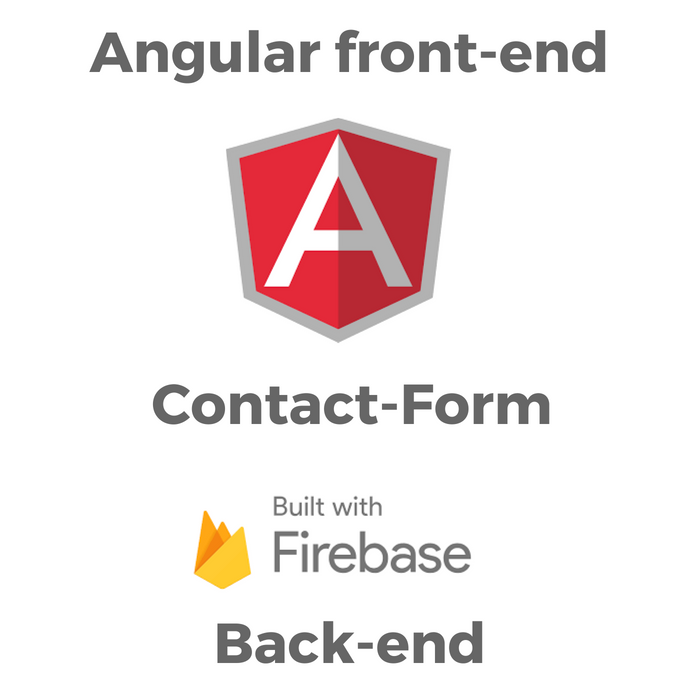 Angular front-end
A
Contact-Form
Built with
Firebase
Back-end